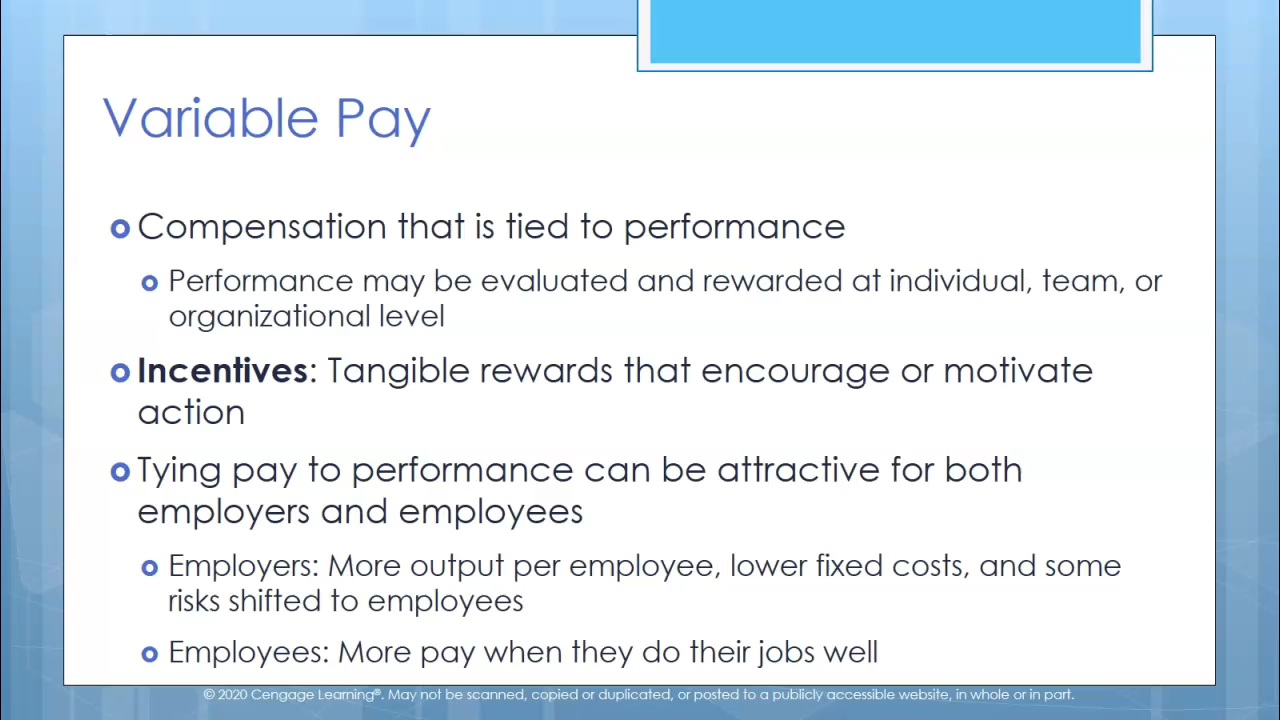 Variable Pay
Compensation that is tied to performance
Performance may be evaluated and rewarded at individual, team, or
organizational level
Incentives: Tangible rewards that encourage or motivate
action
Tying pay to performance can be attractive for both
employers and employees
Employers: More output per employee, lower fixed costs, and some
risks shifted to employees
Employees: More pay when they do their jobs well
© 2020 Cengage Learning®. May not be scanned, copied or duplicated, or posted to a publicly accessible website, in whole or in part.